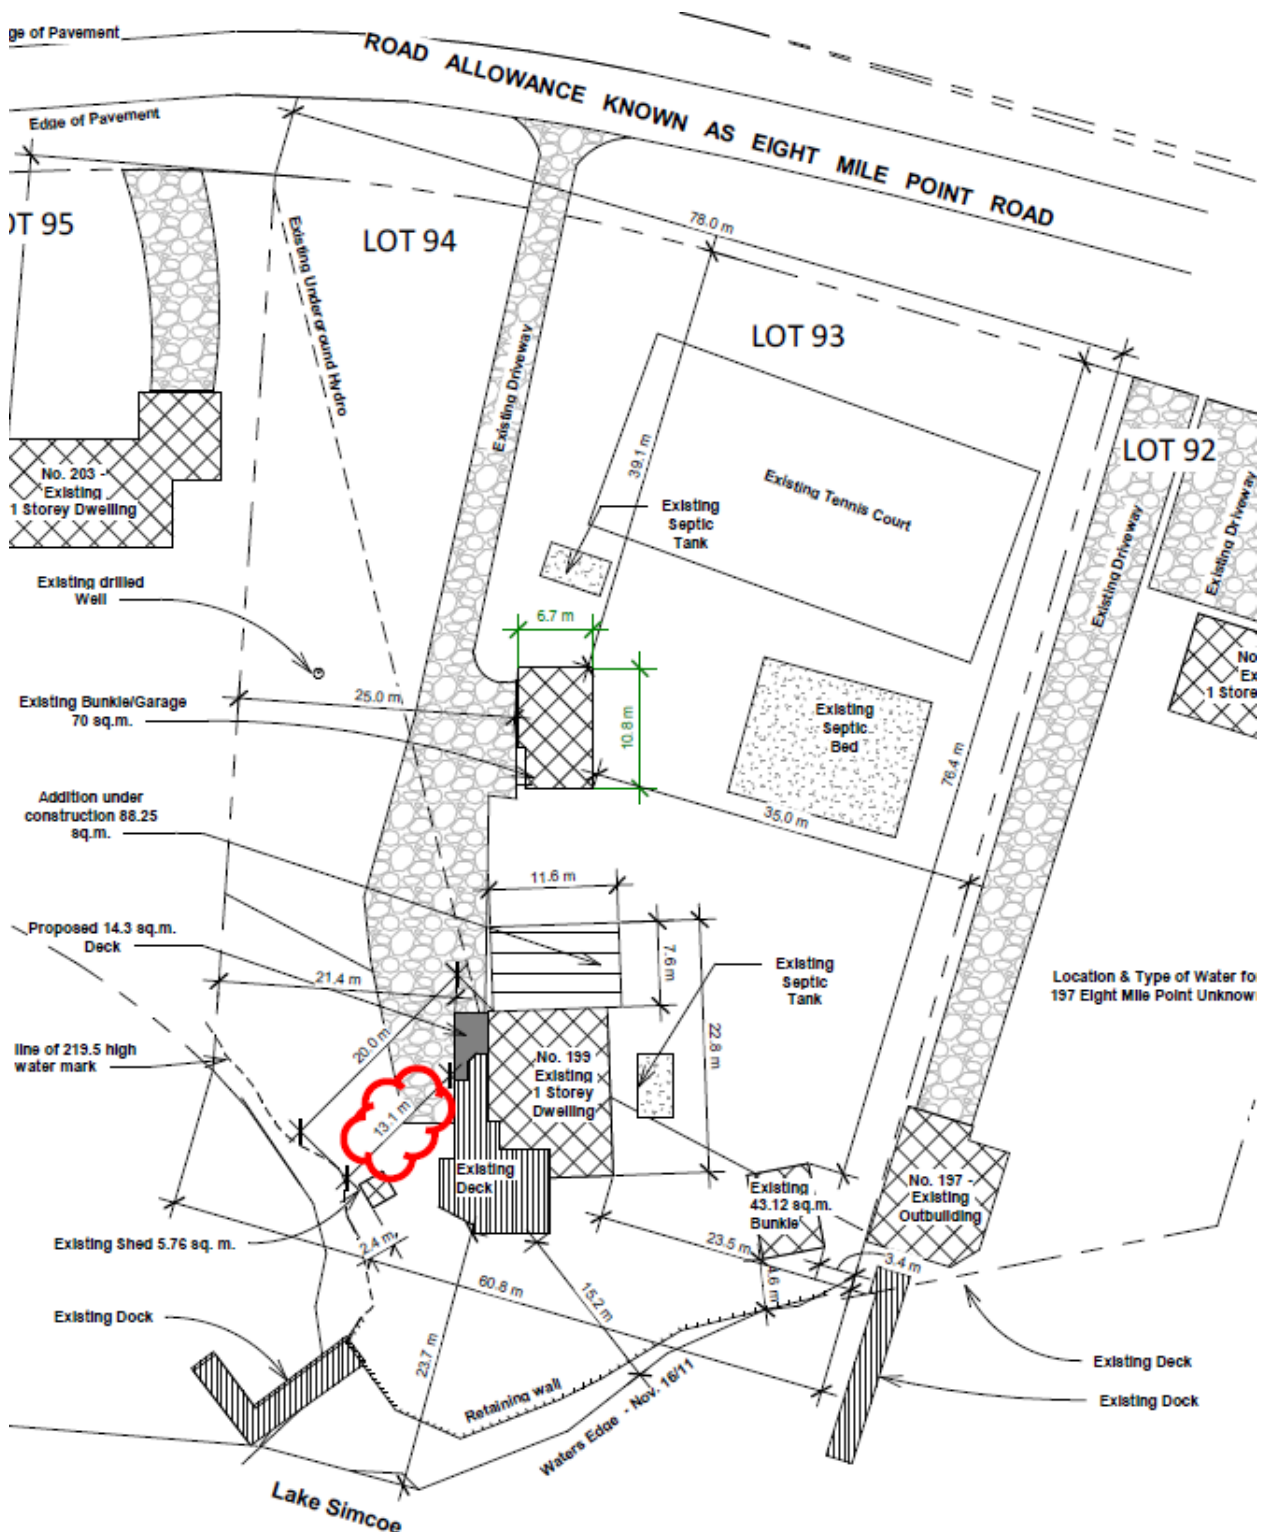 ge of Pavement
ROAD ALLOWANCE KNOWN AS EIGHT MILE POINT ROAD
Edge of Pavement
OT 95
LOT 94
78.0 m
LOT 93
LOT 92
Existing Underground Hydro
Existing Driveway
39.1 m
Existing Tennis Court
Existing Driveway
Existing Driveway
No. 203 -
Existing
1 Storey Dwelling
Existing
Septic
Tank
Existing drilled
Well
6.7 m
No
Ex
1 Store
25.0 m
Existing Bunkie/Garage
70 sq.m.
10.8 m
Existing
Septic
Bed
76.4 m
Addition under
construction 88.25
sq.m.
35.0 m
11.6 m
Proposed 14.3 sq.m.
Deck
7.6 m
21.4 m
Existing
Septic
Tank
Location & Type of Water fo
197 Eight Mile Point Unknow
20.0 m
22.8 m
line of 219.5 high
water mark
No. 199
Existing
1 Storey
Dwelling
13.1 m
Existing
Deck
Existing
43.12 sq.m.
Bunkie
No. 197 -
Existing
Outbuilding
Existing Shed 5.76 sq. m.
2.4 m
23.5 m
3.4 m
4.6 m
60.8 m
15.2 m
Existing Dock
23.7 m
Existing Deck
Retaining wall
Existing Dock
Waters Edge - Nov. 16/11
Lake Simcoe